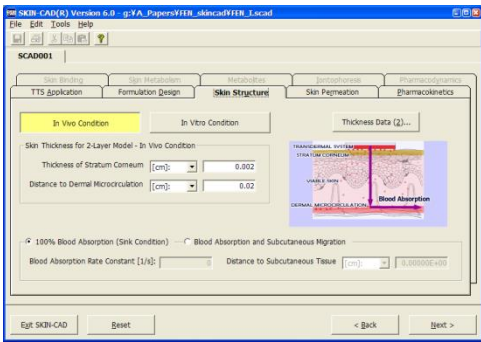 SKIN-CAD(R) Version 6.0 - g:¥A_Papers¥FEN_skincad¥FEN_I.scad
File Edit Tools Help
SCAD001
Skin Binding Skin Metabolism Metabolites Iontophoresis Pharmacodynamics
TTS Application Formulation Design Skin Structure Skin Permeation Pharmacokinetics
In Vivo Condition In Vitro Condition Thickness Data (2)...
Skin Thickness for 2-Layer Model - In Vivo Condition
Thickness of Stratum Corneum [cm]: 0.002
Distance to Dermal Microcirculation [cm]: 0.02
TRANSDERMAL SYSTEM
STRATUM CORNEUM
VIABLE SKIN
Blood Absorption
DERMAL MICROCIRCULATION
100% Blood Absorption (Sink Condition) Blood Absorption and Subcutaneous Migration
Blood Absorption Rate Constant [1/s]: 0 Distance to Subcutaneous Tissue [cm]: 0.00000E+00
Exit SKIN-CAD Reset < Back Next >